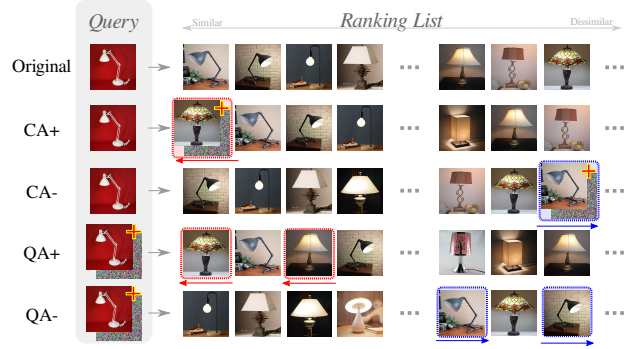 Query
Similar
Ranking List
Dissimilar
Original
CA+
CA-
QA+
QA-